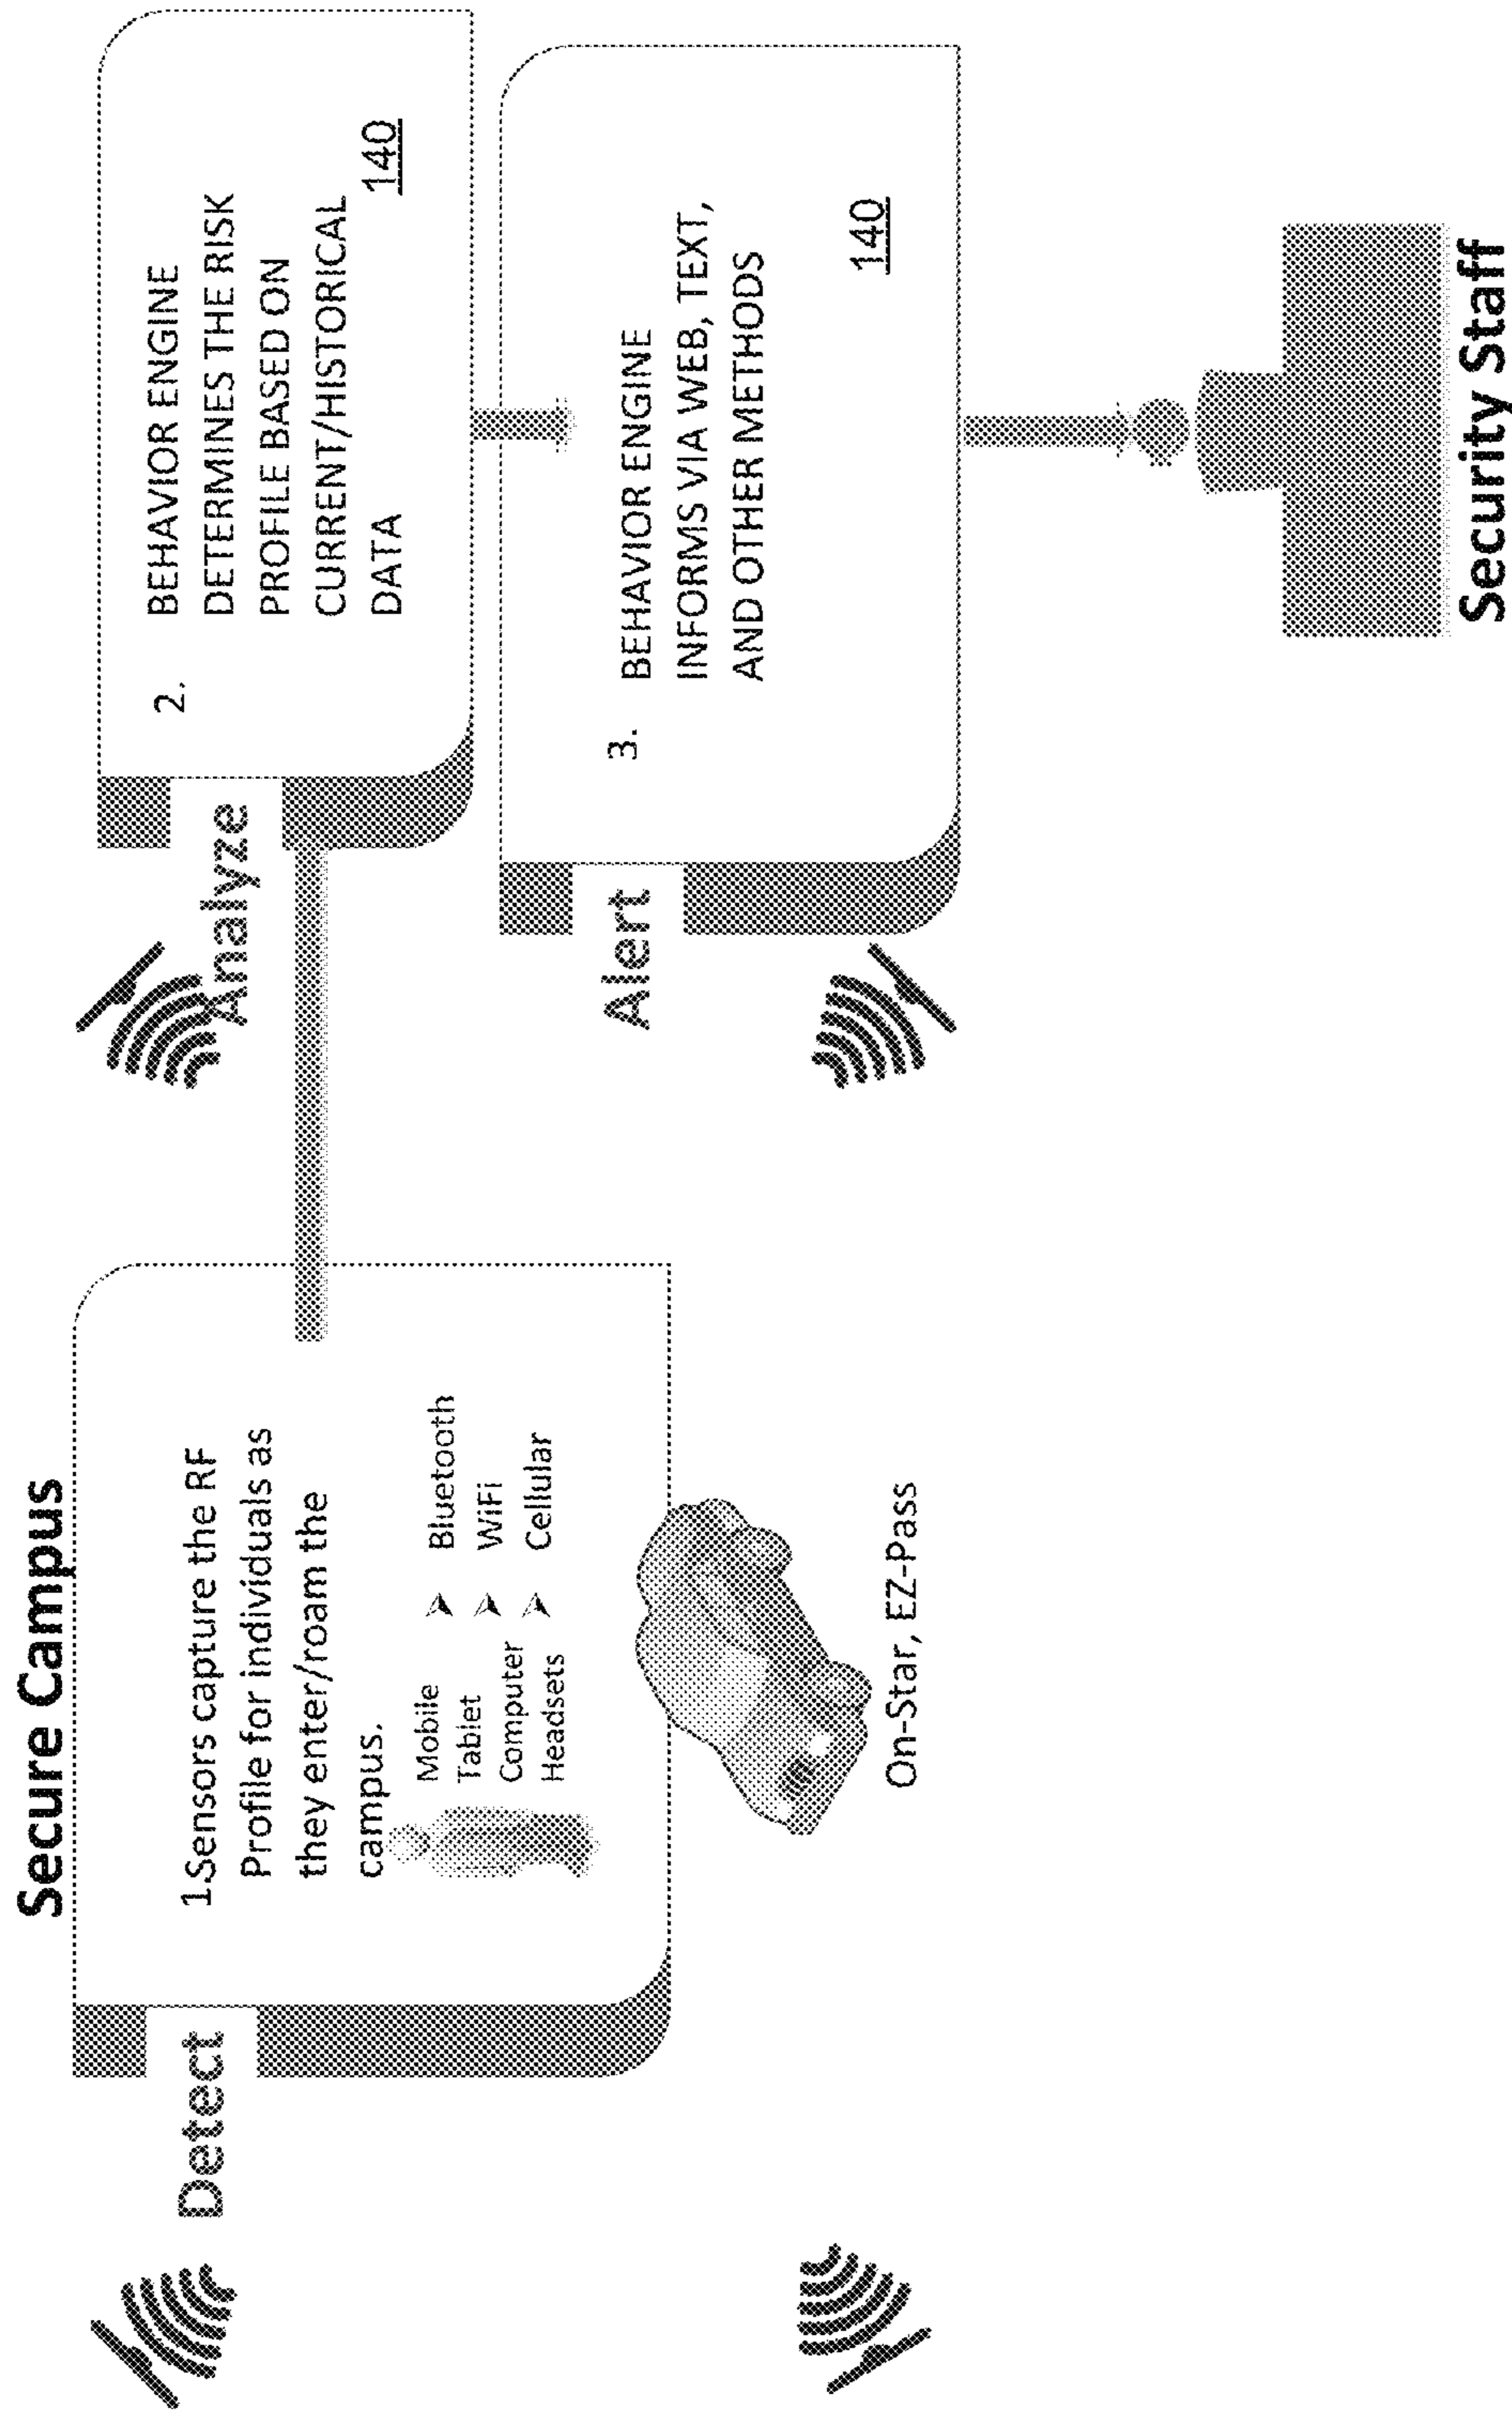 Secure Campus
Detect
1.Sensors capture the RF
Profile for individuals as
they enter/roam the
campus.
Mobile
Tablet
Computer
Headsets
➢ Bluetooth
➢ WiFi
➢ Cellular
On-Star, EZ-Pass
Analyze
2. BEHAVIOR ENGINE
DETERMINES THE RISK
PROFILE BASED ON
CURRENT/HISTORICAL
DATA
140
Alert
3. BEHAVIOR ENGINE
INFORMS VIA WEB, TEXT,
AND OTHER METHODS
140
Security Staff